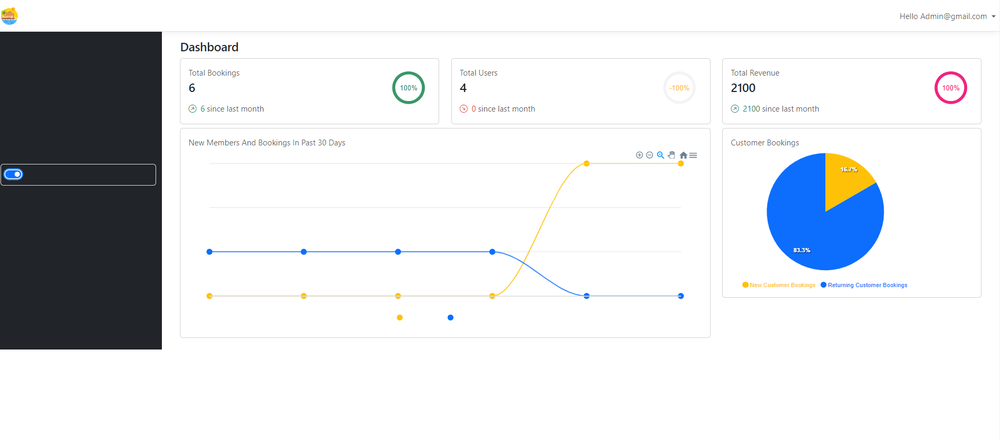 Hello Admin@gmail.com
Dashboard
Total Bookings
6
100%
6 since last month
Total Users
4
-100%
0 since last month
Total Revenue
2100
100%
2100 since last month
New Members And Bookings In Past 30 Days
Customer Bookings
16.7%
83.3%
New Customer Bookings
Returning Customer Bookings